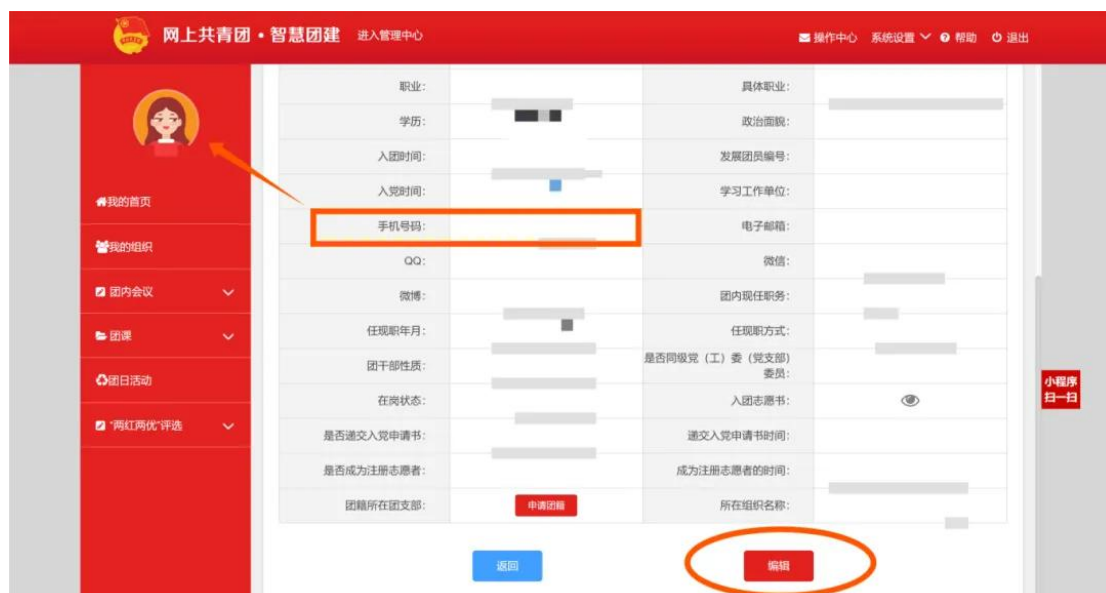 网上共青团·智慧团建 进入管理中心 操作中心 系统设置 帮助 退出
我的首页
我的组织
团内会议
团课
团日活动
“两红两优”评选
职业： 具体职业：
学历： 政治面貌：
入团时间： 发展团员编号：
入党时间： 学习工作单位：
手机号码： 电子邮箱：
QQ： 微信：
微博： 团内现任职务：
任现职年月： 任现职方式：
团干部性质： 是否同级党（工）委（党支部）
委员：
在岗状态： 入团志愿书：
是否递交入党申请书： 递交入党申请书时间：
是否成为注册志愿者： 成为注册志愿者的时间：
团籍所在团支部： 申请团籍 所在组织名称：
返回 编辑
小程序
扫一扫